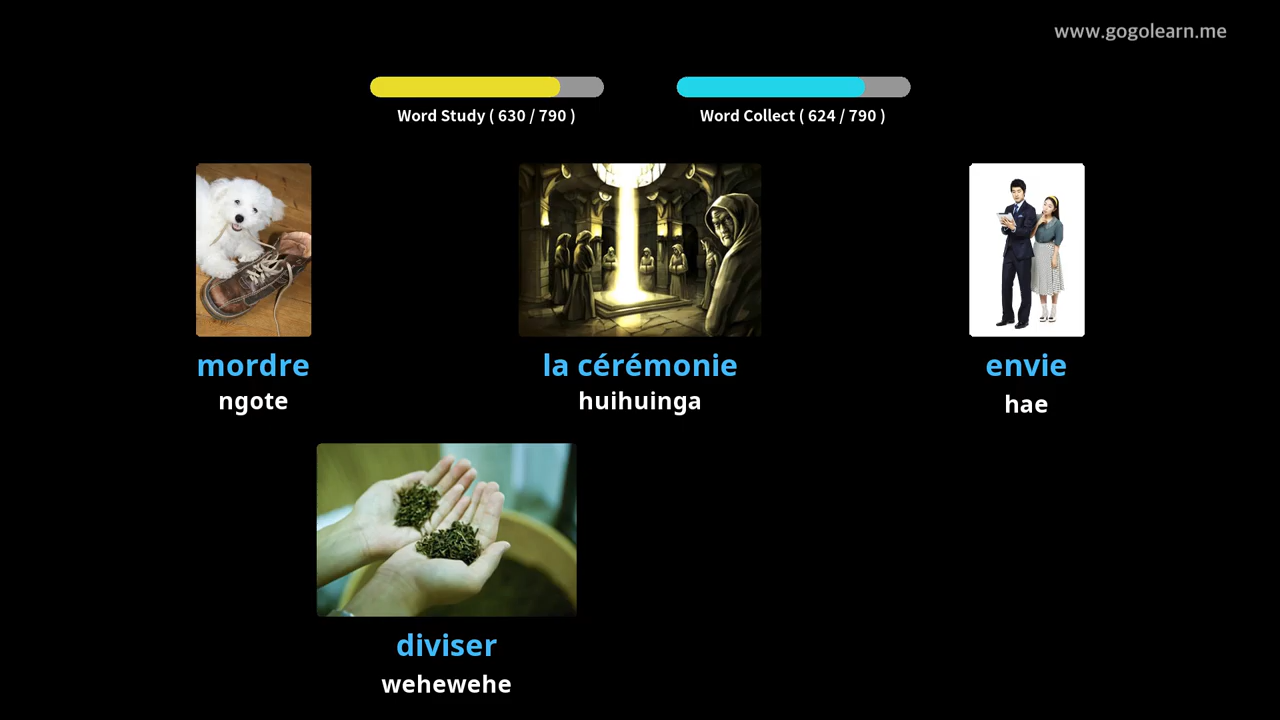 www.gogolearn.me
Word Study ( 630 / 790 )
Word Collect ( 624 / 790 )
mordre
ngote
la cérémonie
huihuinga
envie
hae
diviser
wehewehe